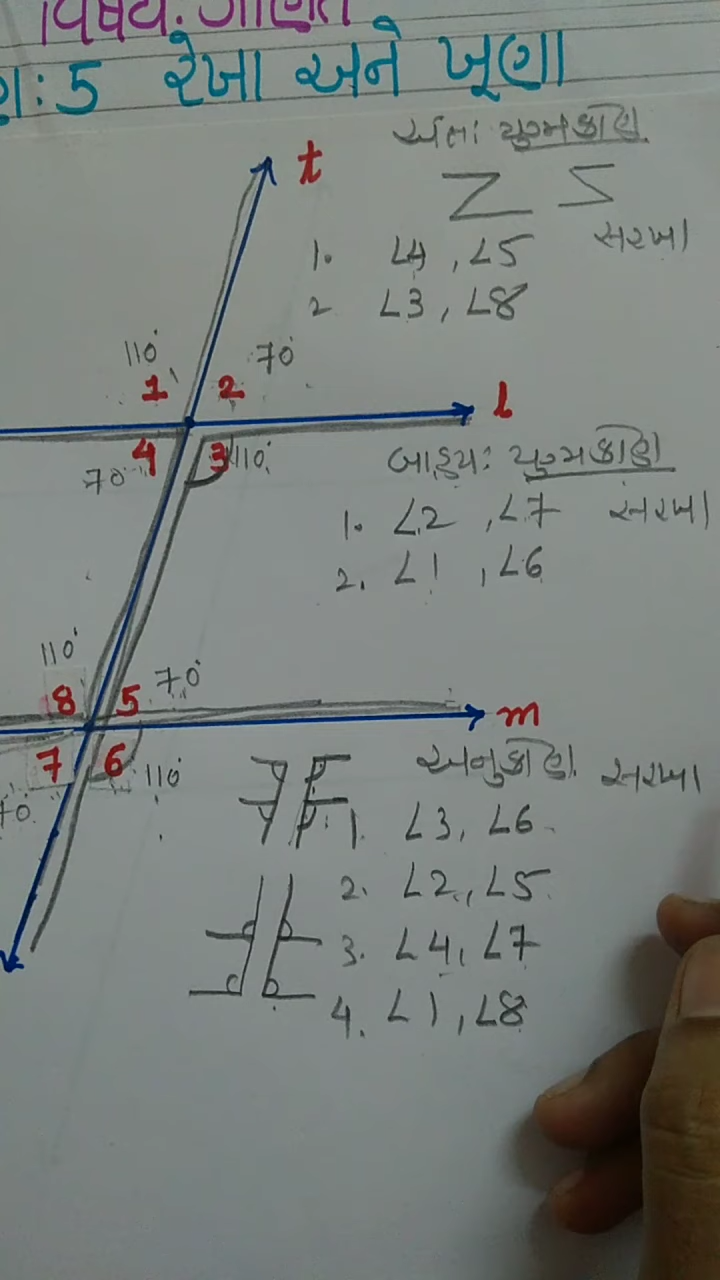 વિષય: ગણિત
ણ: 5 રેખા અને ખૂણા
t
અંતઃ યુગ્મકોણ
Z S
1. ∠4, ∠5 સરખા
2 ∠3, ∠8
110° 70°
1 2
l
4 3 110°
70°
બાહ્ય: યુગ્મકોણ
1. ∠2, ∠7 સરખા
2. ∠1, ∠6
110° 70°
8 5
m
7 6 110°
70°
અનુકોણ સરખા
1. ∠3, ∠6
2. ∠2, ∠5
3. ∠4, ∠7
4. ∠1, ∠8